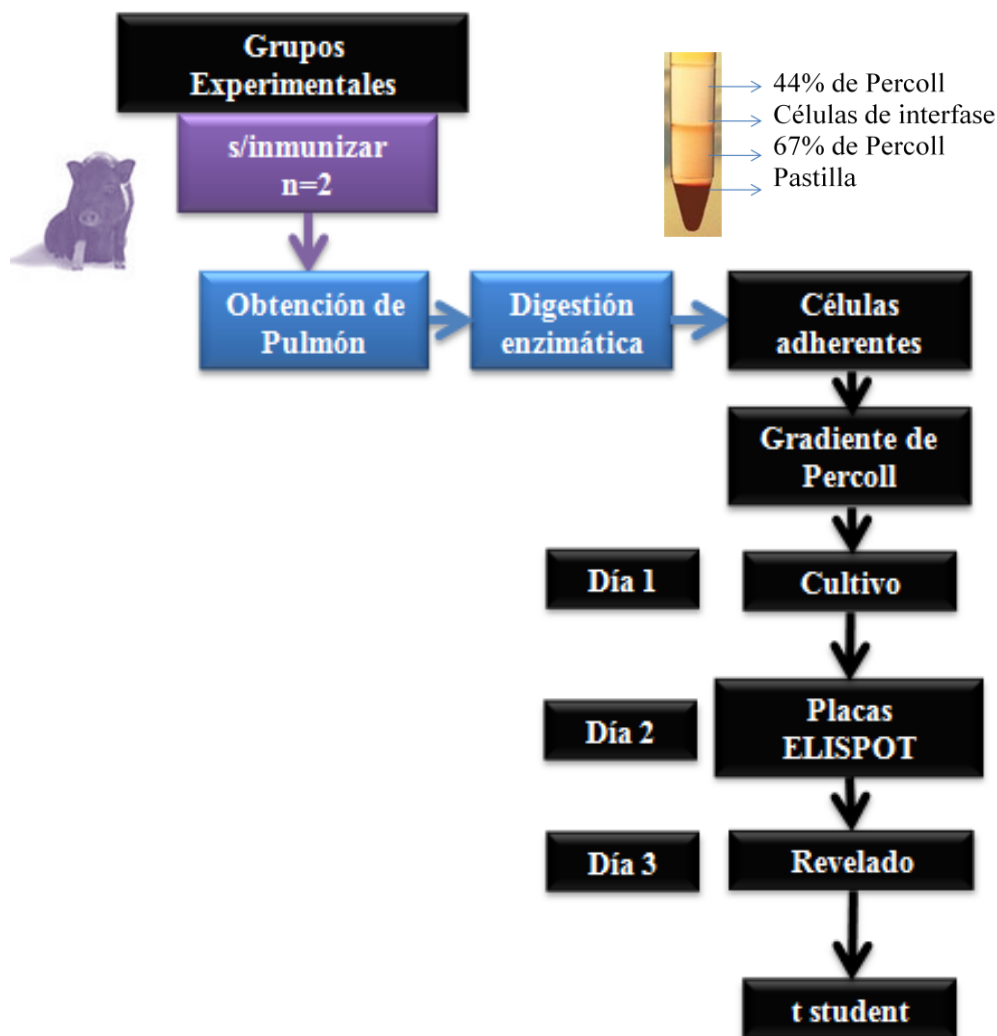 Grupos
Experimentales
s/inmunizar
n=2
44% de Percoll
Células de interfase
67% de Percoll
Pastilla
Obtención de
Pulmón
Digestión
enzimática
Células
adherentes
Gradiente de
Percoll
Día 1
Cultivo
Día 2
Placas
ELISPOT
Día 3
Revelado
t student